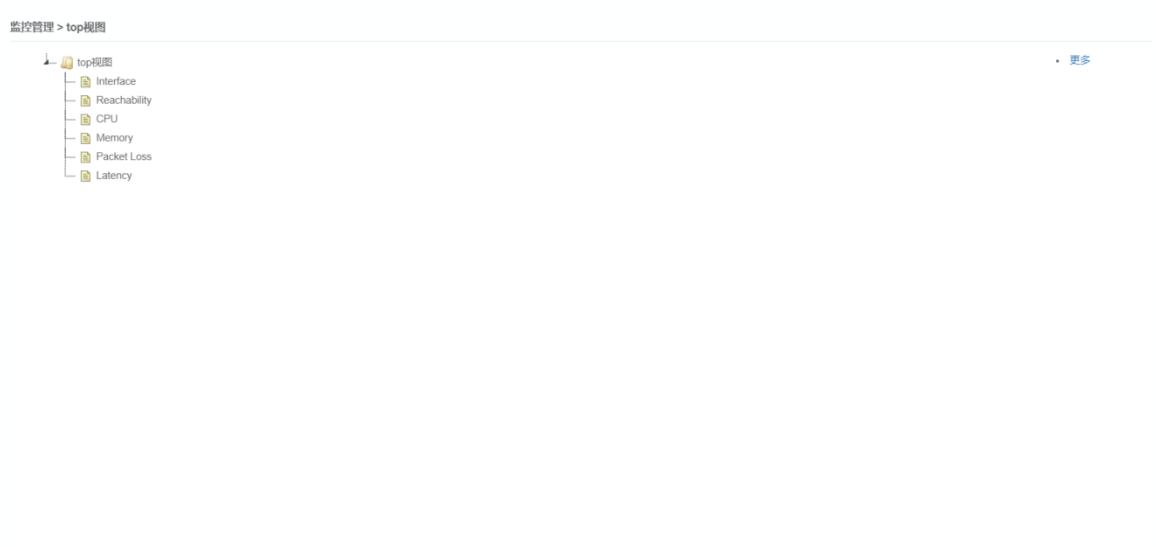 监控管理 > top视图
top视图
更多
Interface
Reachability
CPU
Memory
Packet Loss
Latency